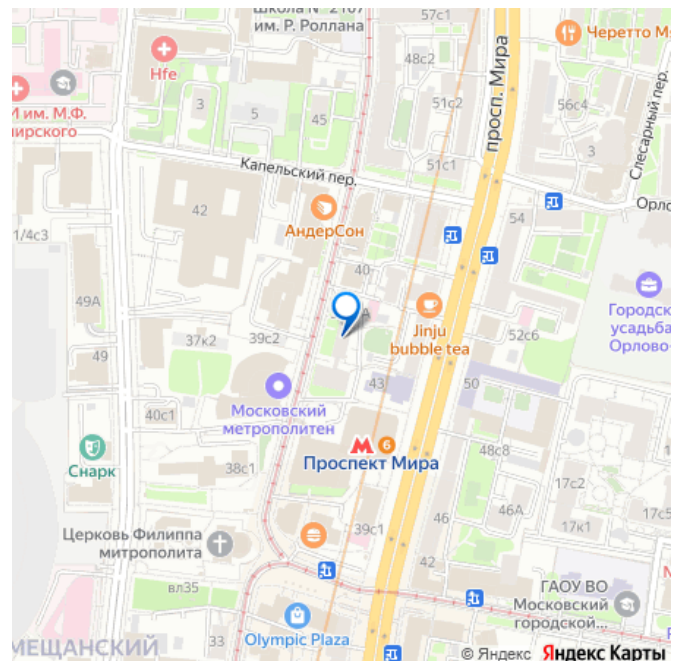 Школа № 2107
им. Р. Роллана
57с1
Черетто М
Hfe
48с2
просп. Мира
3
5
45
51с2
56с4
Слесарный пер.
3
И им. М.Ф.
51с1
Капельский пер.
42
АндерСон
54
Орло
1/4с3
40
49А
Городск
усадьба
Орлово-
Jinju
bubble tea
52с6
49
37к2
39с2
43
50
Московский
метрополитен
40с1
6
Проспект Мира
48с8
Снарк
38с1
17с2
46
46А
17с5
17к1
39с1
Церковь Филиппа
митрополита
42
вл35
ГАОУ ВО
Московский
городской...
МЕЩАНСКИЙ
33
Olympic Plaza
© Яндекс Яндекс Карты